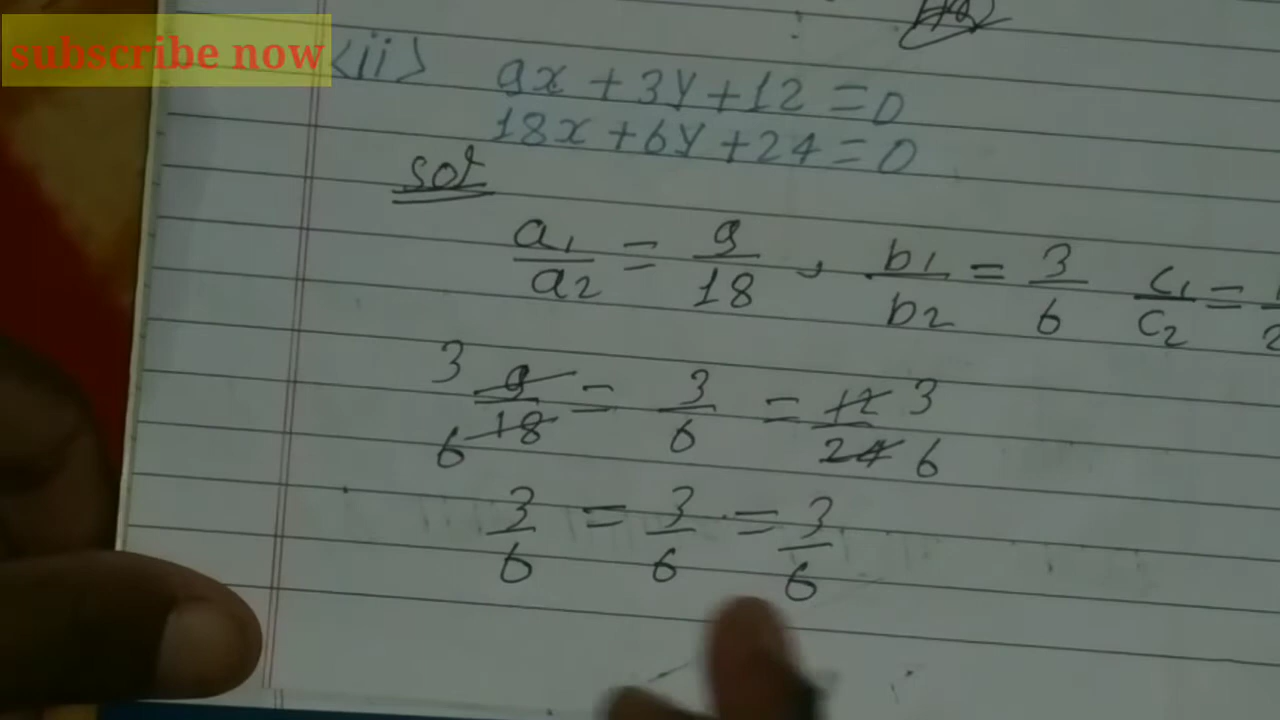 subscribe now
<ii> 9x + 3y + 12 = 0
18x + 6y + 24 = 0
Sol
a1/a2 = 9/18 , b1/b2 = 3/6 c1/c2 =
3 9/18 6 = 3/6 = 12/24 3 6
3/6 = 3/6 = 3/6